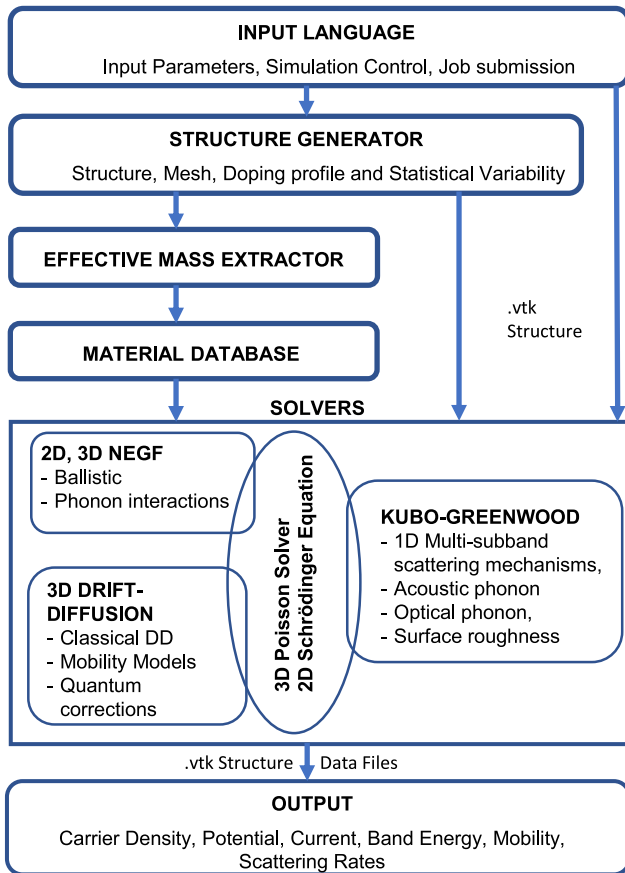 INPUT LANGUAGE
Input Parameters, Simulation Control, Job submission
STRUCTURE GENERATOR
Structure, Mesh, Doping profile and Statistical Variability
EFFECTIVE MASS EXTRACTOR
.vtk
Structure
MATERIAL DATABASE
SOLVERS
2D, 3D NEGF
- Ballistic
- Phonon interactions
3D DRIFT-
DIFFUSION
- Classical DD
- Mobility Models
- Quantum
corrections
3D Poisson Solver
2D Schrödinger Equation
KUBO-GREENWOOD
- 1D Multi-subband
scattering mechanisms,
- Acoustic phonon
- Optical phonon,
- Surface roughness
.vtk Structure
Data Files
OUTPUT
Carrier Density, Potential, Current, Band Energy, Mobility,
Scattering Rates